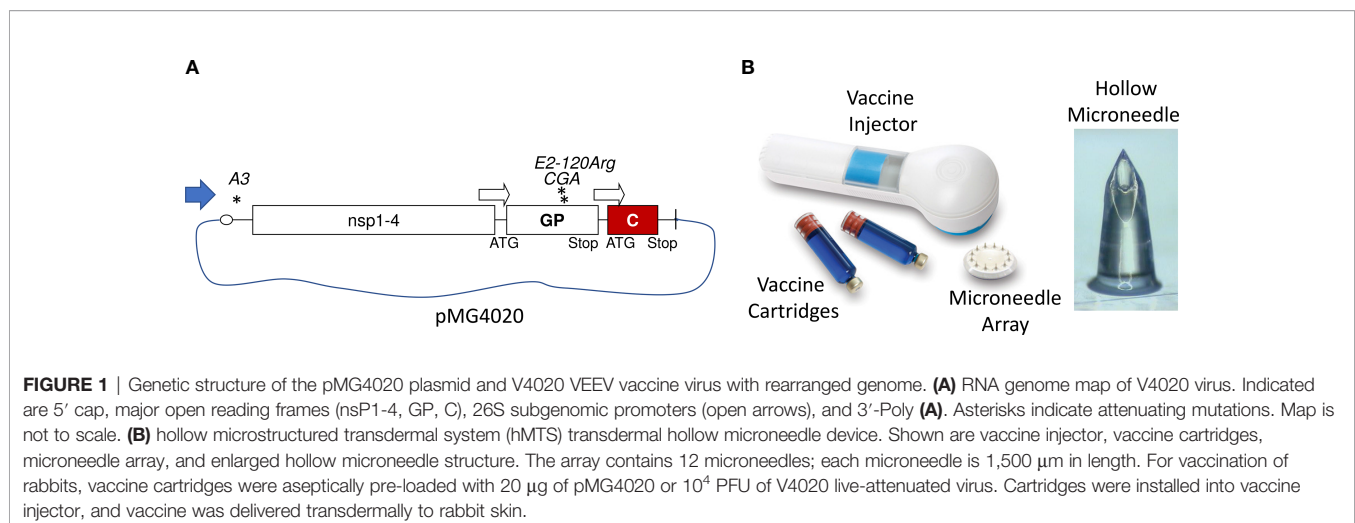 A
B
A3
*
E2-120Arg
CGA
*
*
nsp1-4
GP
C
ATG
Stop
ATG
Stop
pMG4020
Vaccine
Injector
Hollow
Microneedle
Vaccine
Cartridges
Microneedle
Array
FIGURE 1 | Genetic structure of the pMG4020 plasmid and V4020 VEEV vaccine virus with rearranged genome. (A) RNA genome map of V4020 virus. Indicated
are 5′ cap, major open reading frames (nsP1-4, GP, C), 26S subgenomic promoters (open arrows), and 3′-Poly (A). Asterisks indicate attenuating mutations. Map is
not to scale. (B) hollow microstructured transdermal system (hMTS) transdermal hollow microneedle device. Shown are vaccine injector, vaccine cartridges,
microneedle array, and enlarged hollow microneedle structure. The array contains 12 microneedles; each microneedle is 1,500 μm in length. For vaccination of
rabbits, vaccine cartridges were aseptically pre-loaded with 20 μg of pMG4020 or 10⁴ PFU of V4020 live-attenuated virus. Cartridges were installed into vaccine
injector, and vaccine was delivered transdermally to rabbit skin.